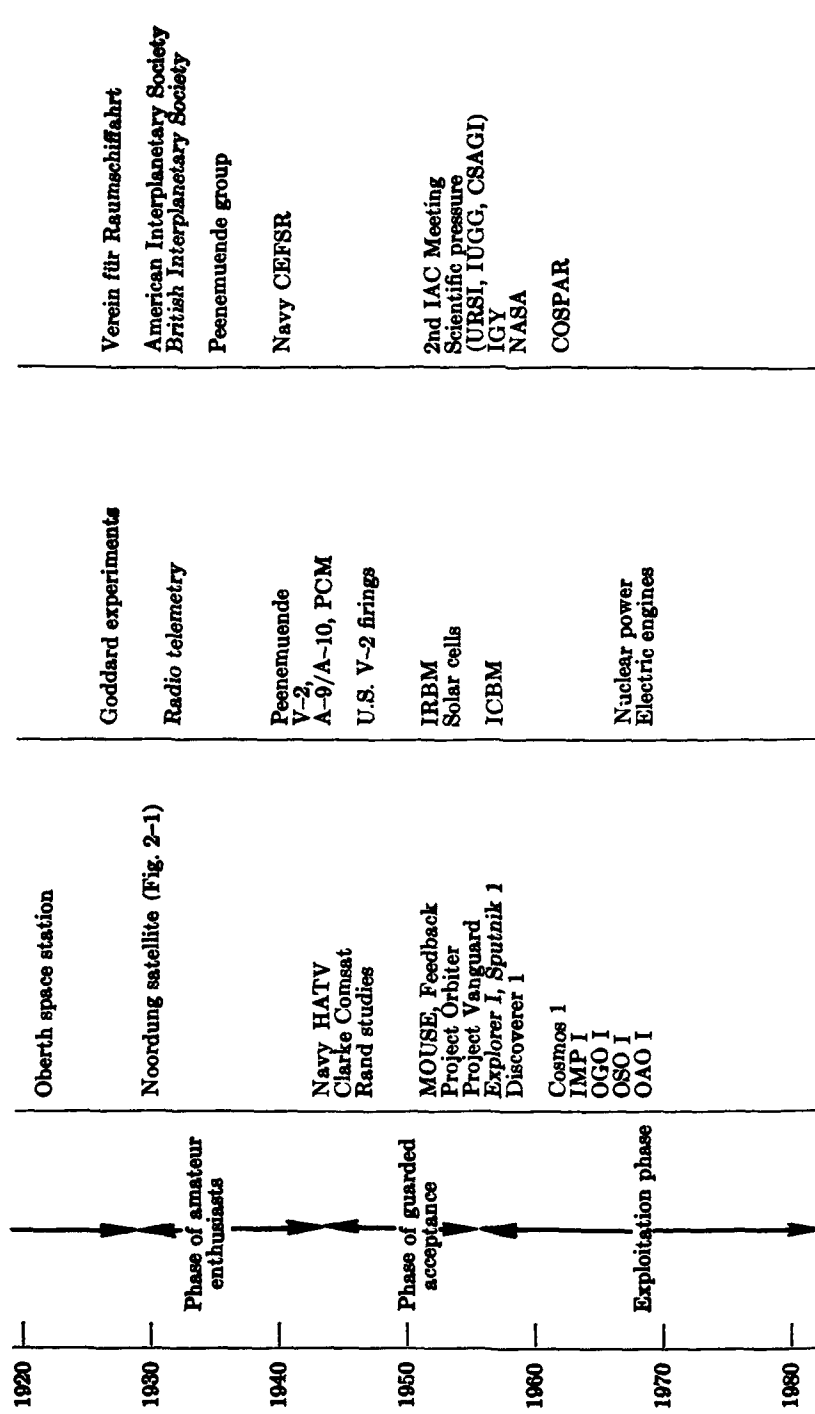 1920
1930
1940
1950
1960
1970
1980
Phase of amateur
enthusiasts
Phase of guarded
acceptance
Exploitation phase
Oberth space station
Noordung satellite (Fig. 2–1)
Navy HATV
Clarke Comsat
Rand studies
MOUSE, Feedback
Project Orbiter
Project Vanguard
Explorer I, Sputnik 1
Discoverer 1
Cosmos 1
IMP I
OGO I
OSO I
OAO I
Goddard experiments
Radio telemetry
Peenemuende
V–2,
A–9/A–10, PCM
U.S. V–2 firings
IRBM
Solar cells
ICBM
Nuclear power
Electric engines
Verein für Raumschiffahrt
American Interplanetary Society
British Interplanetary Society
Peenemuende group
Navy CEFSR
2nd IAC Meeting
Scientific pressure
(URSI, IUGG, CSAGI)
IGY
NASA
COSPAR